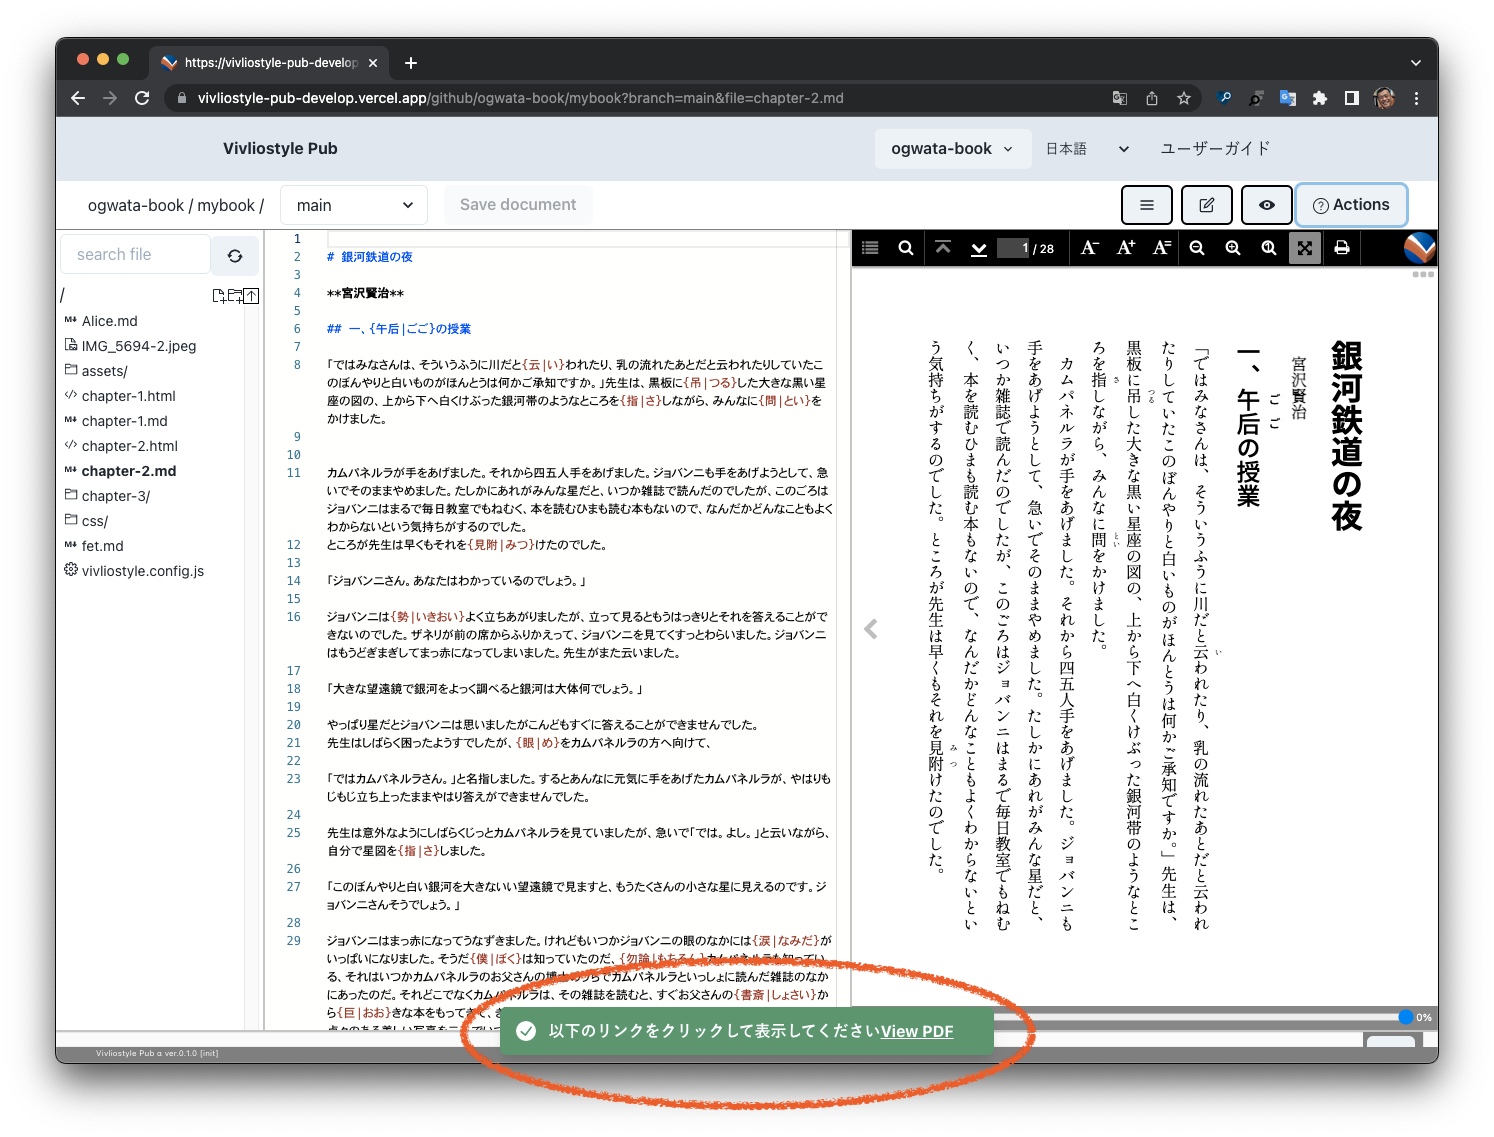 https://vivliostyle-pub-develop
vivliostyle-pub-develop.vercel.app/github/ogwata-book/mybook?branch=main&file=chapter-2.md
Vivliostyle Pub
ogwata-book
日本語
ユーザーガイド
ogwata-book / mybook /
main
Save document
Actions
search file
/
Alice.md
IMG_5694-2.jpeg
assets/
chapter-1.html
chapter-1.md
chapter-2.html
chapter-2.md
chapter-3/
css/
fet.md
vivliostyle.config.js
1
2 # 銀河鉄道の夜
3
4 **宮沢賢治**
5
6 ## 一、{午后|ごご}の授業
7
8 「ではみなさんは、そういうふうに川だと{云|い}われたり、乳の流れたあとだと云われたりしていたこ
のぼんやりと白いものがほんとうは何かご承知ですか。」先生は、黒板に{吊|つる}した大きな黒い星
座の図の、上から下へ白くけぶった銀河帯のようなところを{指|さ}しながら、みんなに{問|とい}を
かけました。
9
10
11 カムパネルラが手をあげました。それから四五人手をあげました。ジョバンニも手をあげようとして、急
いでそのままやめました。たしかにあれがみんな星だと、いつか雑誌で読んだのでしたが、このごろは
ジョバンニはまるで毎日教室でもねむく、本を読むひまも読む本もないので、なんだかどんなこともよく
わからないという気持ちがするのでした。
12 ところが先生は早くもそれを{見附|みつ}けたのでした。
13
14 「ジョバンニさん。あなたはわかっているのでしょう。」
15
16 ジョバンニは{勢|いきおい}よく立ちあがりましたが、立って見るともうはっきりとそれを答えることがで
きないのでした。ザネリが前の席からふりかえって、ジョバンニを見てくすっとわらいました。ジョバンニ
はもうどぎまぎしてまっ赤になってしまいました。先生がまた云いました。
17
18 「大きな望遠鏡で銀河をよっく調べると銀河は大体何でしょう。」
19
20 やっぱり星だとジョバンニは思いましたがこんどもすぐに答えることができませんでした。
21 先生はしばらく困ったようすでしたが、{眼|め}をカムパネルラの方へ向けて、
22
23 「ではカムパネルラさん。」と名指しました。するとあんなに元気に手をあげたカムパネルラが、やはりも
じもじ立ち上ったままやはり答えができませんでした。
24
25 先生は意外なようにしばらくじっとカムパネルラを見ていましたが、急いで「では。よし。」と云いながら、
自分で星図を{指|さ}しました。
26
27 「このぼんやりと白い銀河を大きないい望遠鏡で見ますと、もうたくさんの小さな星に見えるのです。ジ
ョバンニさんそうでしょう。」
28
29 ジョバンニはまっ赤になってうなずきました。けれどもいつかジョバンニの眼のなかには{涙|なみだ}が
いっぱいになりました。そうだ{僕|ぼく}は知っていたのだ、{勿論|もちろん}カムパネルラも知ってい
る、それはいつかカムパネルラのお父さんの博士のうちでカムパネルラといっしょに読んだ雑誌のなか
にあったのだ。それどこでなくカムパネルラは、その雑誌を読むと、すぐお父さんの{書斎|しょさい}か
ら{巨|おお}きな本をもってきて、
1 / 28
A- A+ A=
銀河鉄道の夜
宮沢賢治
一、午后の授業
ごご
「ではみなさんは、そういうふうに川だと云われたり、乳の流れたあとだと云われ
い
たりしていたこのぼんやりと白いものがほんとうは何かご承知ですか。」先生は、
黒板に吊した大きな黒い星座の図の、上から下へ白くけぶった銀河帯のようなとこ
つる
ろを指しながら、みんなに問をかけました。
さ とい
カムパネルラが手をあげました。それから四五人手をあげました。ジョバンニも
手をあげようとして、急いでそのままやめました。たしかにあれがみんな星だと、
いつか雑誌で読んだのでしたが、このごろはジョバンニはまるで毎日教室でもねむ
く、本を読むひまも読む本もないので、なんだかどんなこともよくわからないとい
う気持ちがするのでした。ところが先生は早くもそれを見附けたのでした。
みつ
0%
以下のリンクをクリックして表示してくださいView PDF
Vivliostyle Pub α ver.0.1.0 [init]